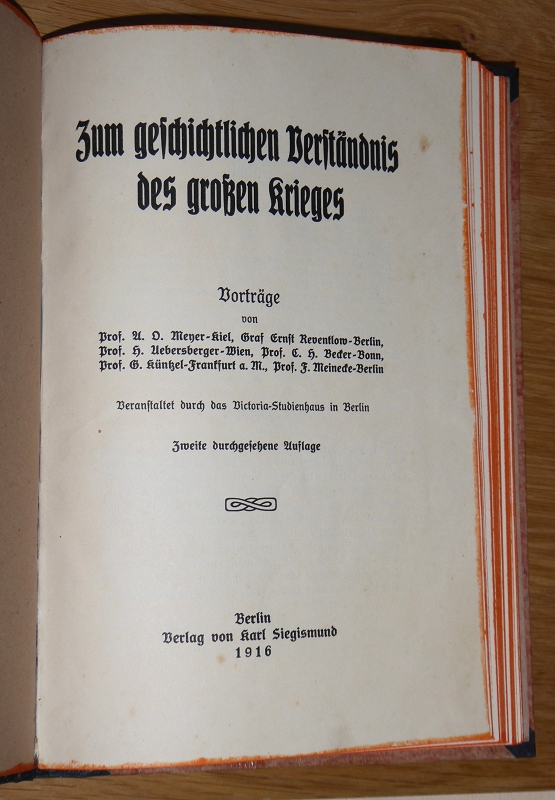 Zum geschichtlichen Verständnis
des großen Krieges
Vorträge
von
Prof. A. O. Meyer-Kiel, Graf Ernst Reventlow-Berlin,
Prof. H. Uebersberger-Wien, Prof. C. H. Becker-Bonn,
Prof. G. Küntzel-Frankfurt a. M., Prof. F. Meinecke-Berlin
Veranstaltet durch das Victoria-Studienhaus in Berlin
Zweite durchgesehene Auflage
Berlin
Verlag von Karl Siegismund
1916